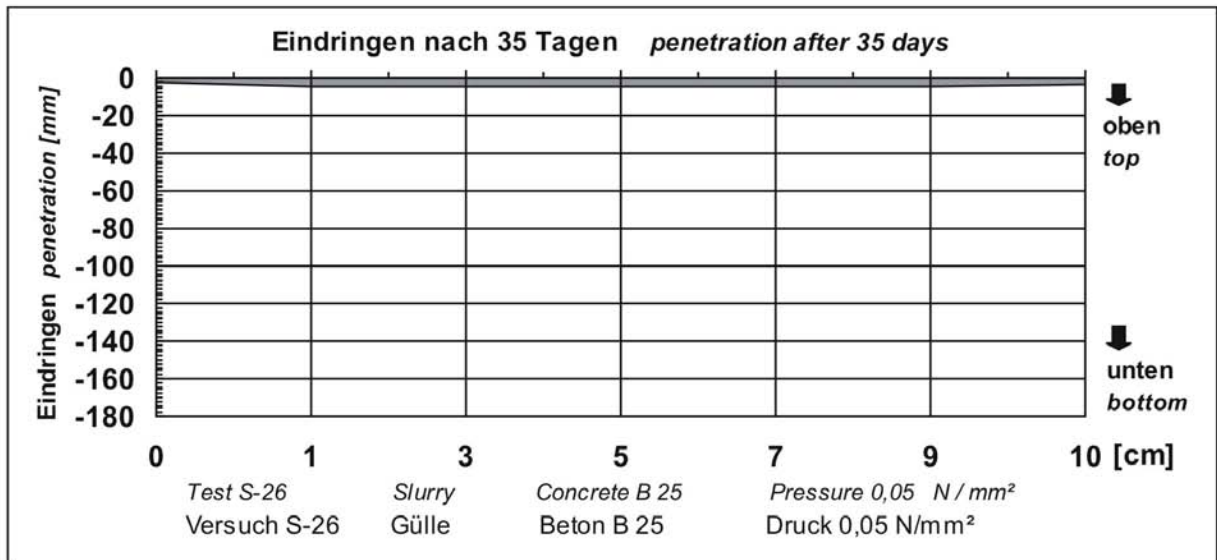 Eindringen nach 35 Tagen penetration after 35 days
Eindringen penetration [mm]
0
-20
-40
-60
-80
-100
-120
-140
-160
-180
oben
top
unten
bottom
0 1 3 5 7 9 10 [cm]
Test S-26 Slurry Concrete B 25 Pressure 0,05 N / mm²
Versuch S-26 Gülle Beton B 25 Druck 0,05 N/mm²